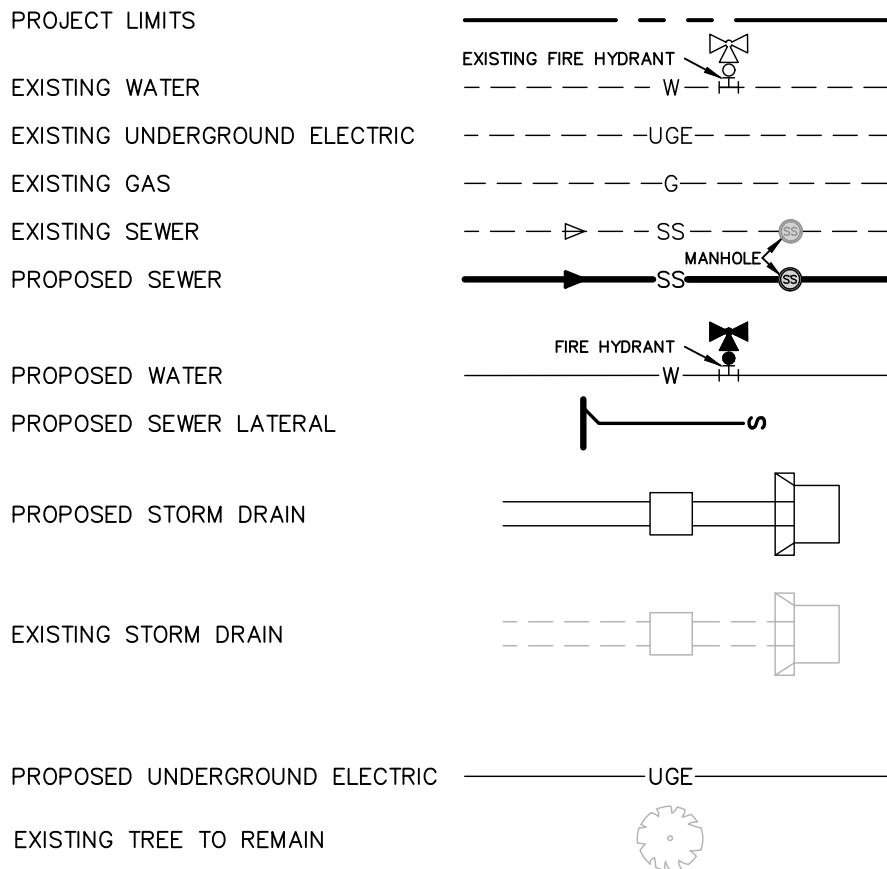 PROJECT LIMITS
EXISTING FIRE HYDRANT
EXISTING WATER W
EXISTING UNDERGROUND ELECTRIC UGE
EXISTING GAS G
EXISTING SEWER SS SS
MANHOLE
PROPOSED SEWER SS SS
FIRE HYDRANT
PROPOSED WATER W
PROPOSED SEWER LATERAL S
PROPOSED STORM DRAIN
EXISTING STORM DRAIN
PROPOSED UNDERGROUND ELECTRIC UGE
EXISTING TREE TO REMAIN